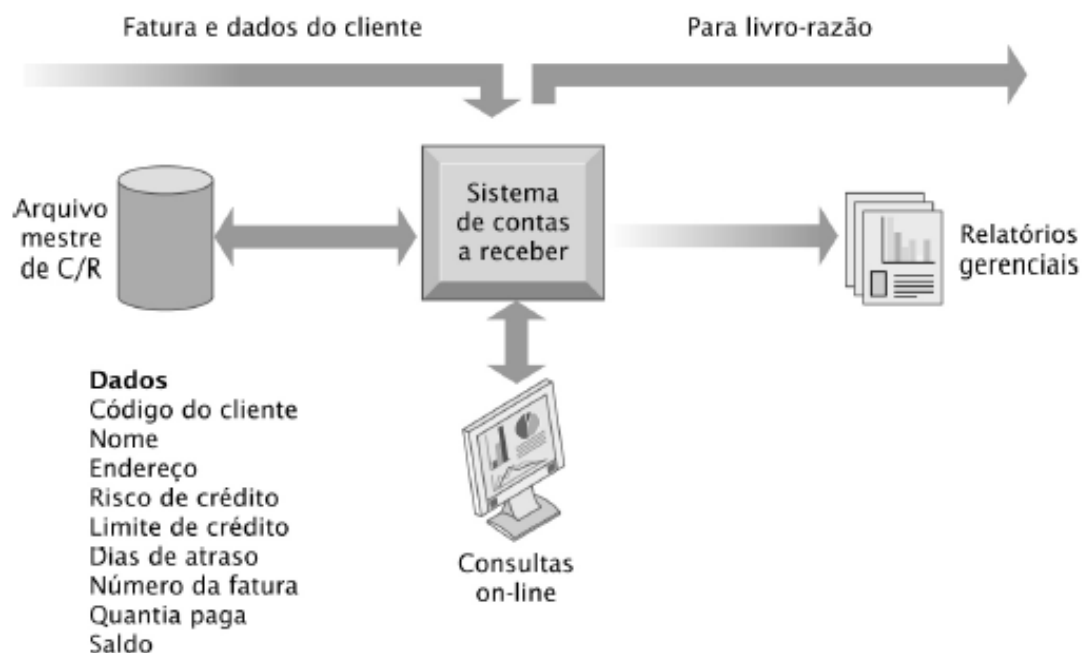 Fatura e dados do cliente
Para livro-razão
Arquivo
mestre
de C/R
Sistema
de contas
a receber
Relatórios
gerenciais
Dados
Código do cliente
Nome
Endereço
Risco de crédito
Limite de crédito
Dias de atraso
Número da fatura
Quantia paga
Saldo
Consultas
on-line